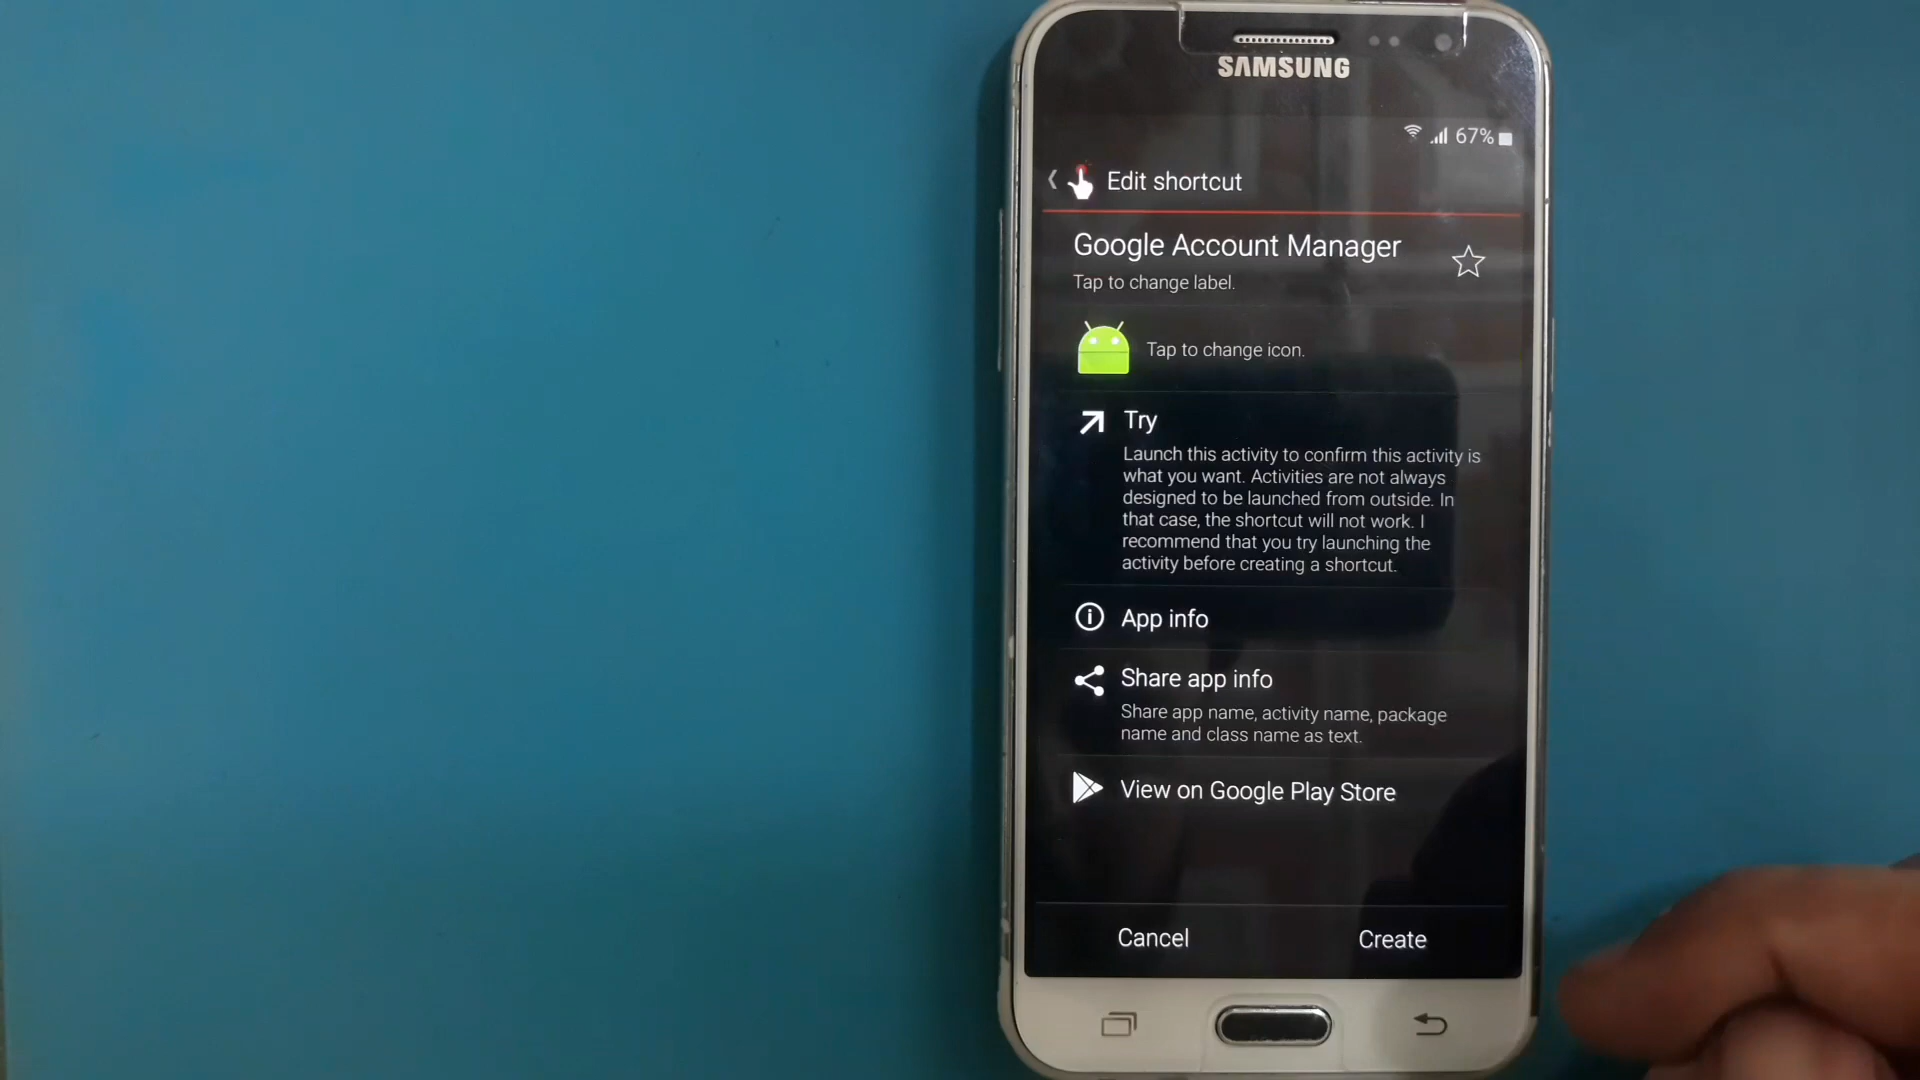 SAMSUNG
67%
Edit shortcut
Google Account Manager
Tap to change label.
Tap to change icon.
Try
Launch this activity to confirm this activity is
what you want. Activities are not always
designed to be launched from outside. In
that case, the shortcut will not work. I
recommend that you try launching the
activity before creating a shortcut.
App info
Share app info
Share app name, activity name, package
name and class name as text.
View on Google Play Store
Cancel
Create